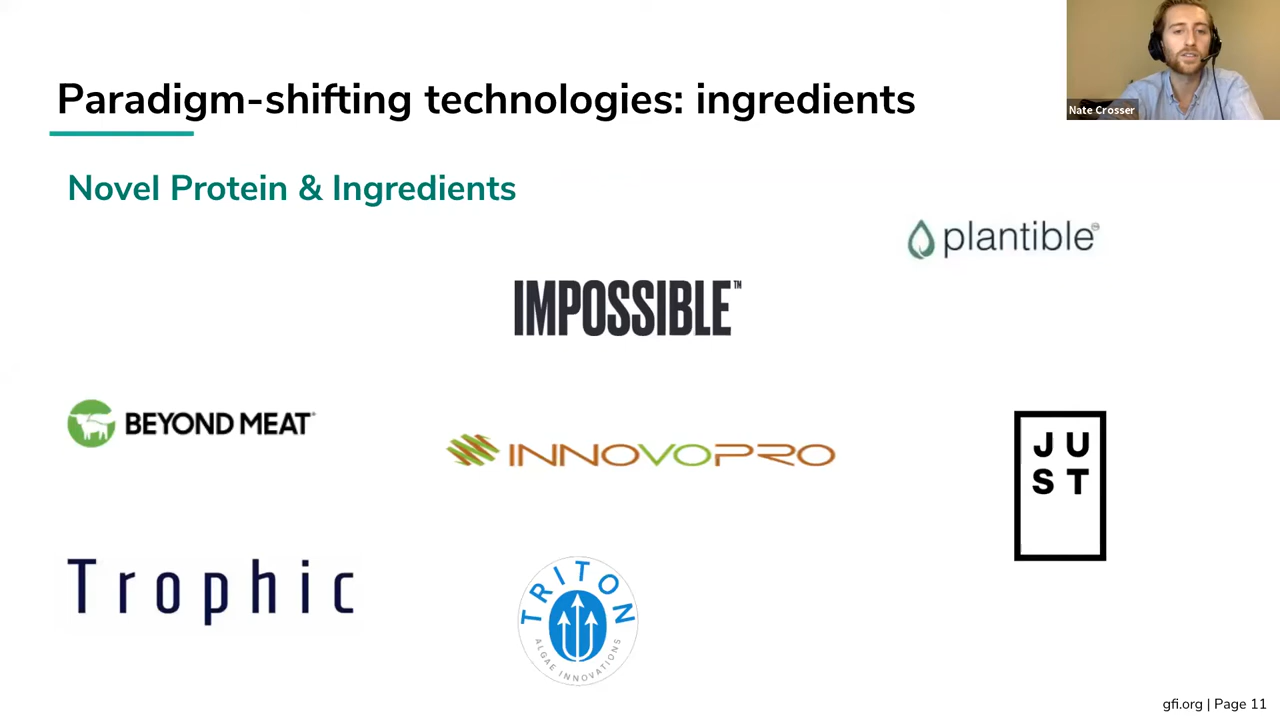 Paradigm-shifting technologies: ingredients
Nate Crosser
Novel Protein & Ingredients
plantible
IMPOSSIBLE™
BEYOND MEAT
INNOVOPRO
JU
ST
Trophic
TRITON
ALGAE INNOVATIONS
gfi.org | Page 11